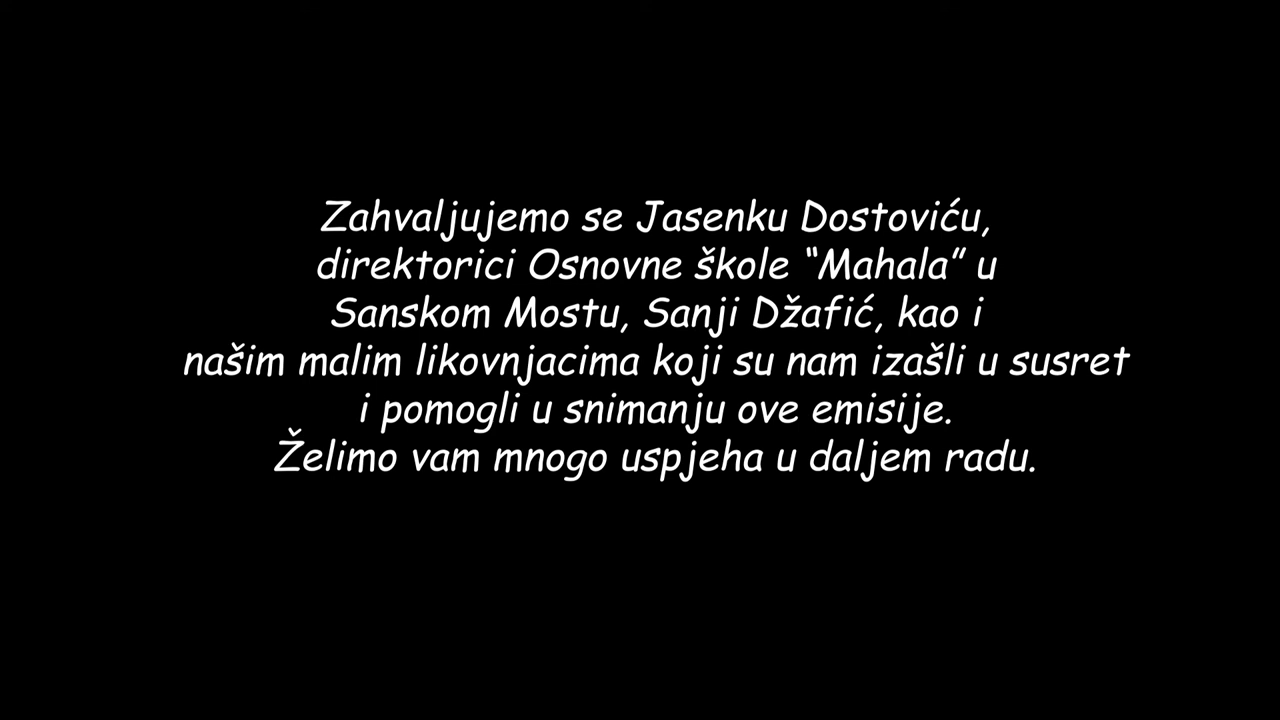 Zahvaljujemo se Jasenku Dostoviću,
direktorici Osnovne škole “Mahala” u
Sanskom Mostu, Sanji Džafić, kao i
našim malim likovnjacima koji su nam izašli u susret
i pomogli u snimanju ove emisije.
Želimo vam mnogo uspjeha u daljem radu.